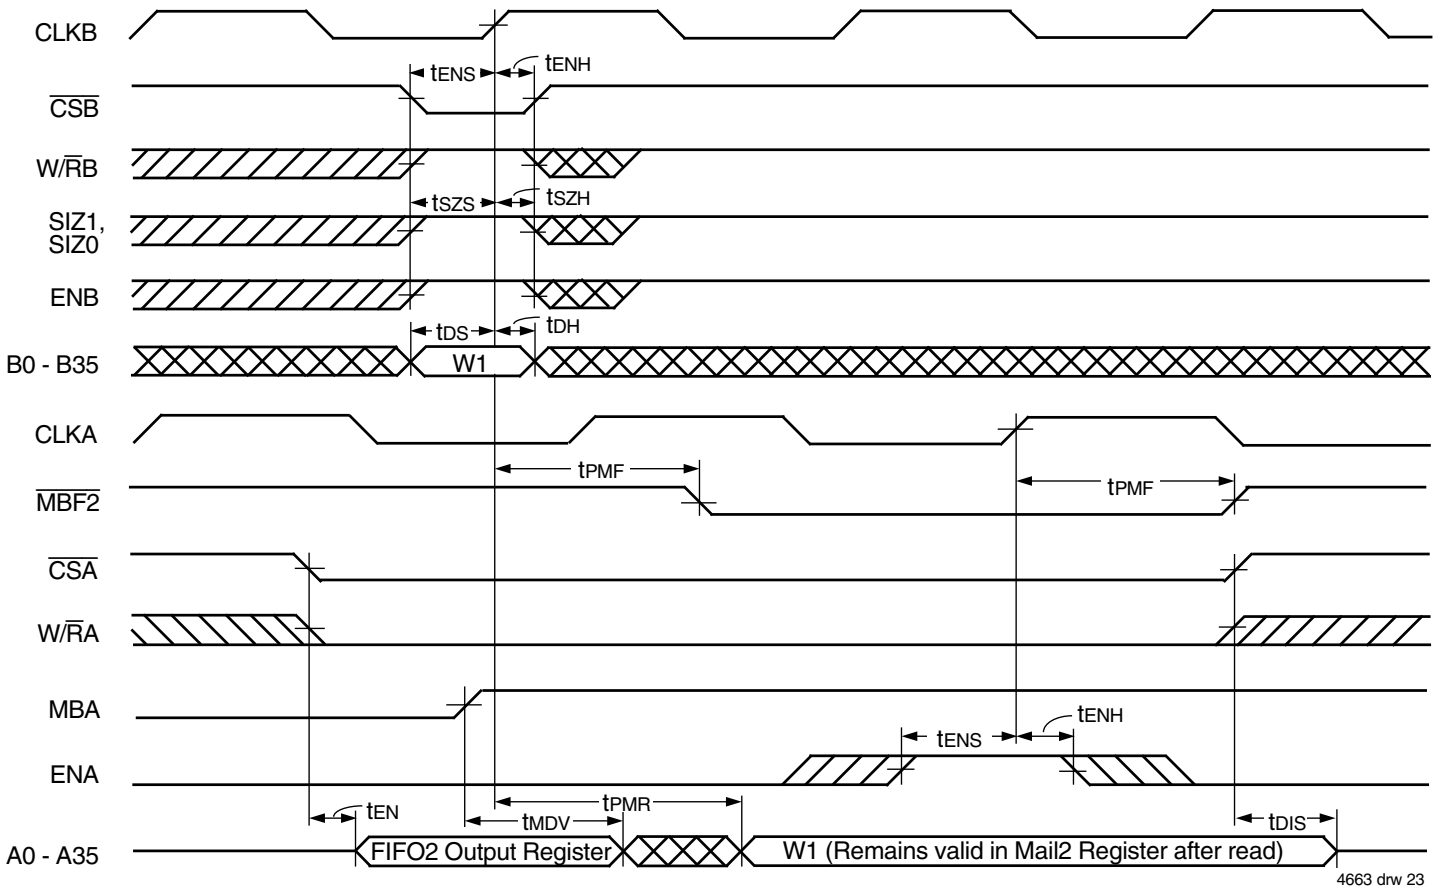 CLKB
tENS
tENH
CSB
W/RB
tSZS
tSZH
SIZ1,
SIZ0
ENB
tDS
tDH
B0 - B35
W1
CLKA
tPMF
tPMF
MBF2
CSA
W/RA
MBA
tENS
tENH
ENA
tEN
tPMR
tMDV
tDIS
A0 - A35
FIFO2 Output Register
W1 (Remains valid in Mail2 Register after read)
4663 drw 23